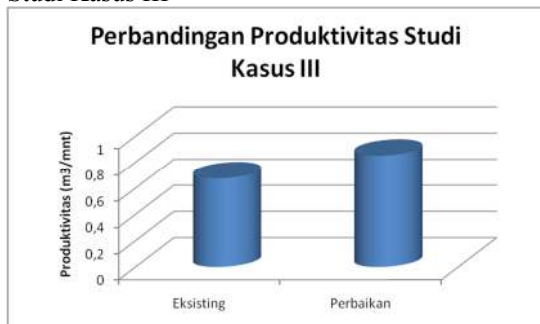 Studi Kasus III
Perbandingan Produktivitas Studi
Kasus III
Produktivitas (m3/mnt)
1
0,8
0,6
0,4
0,2
0
Eksisting
Perbaikan